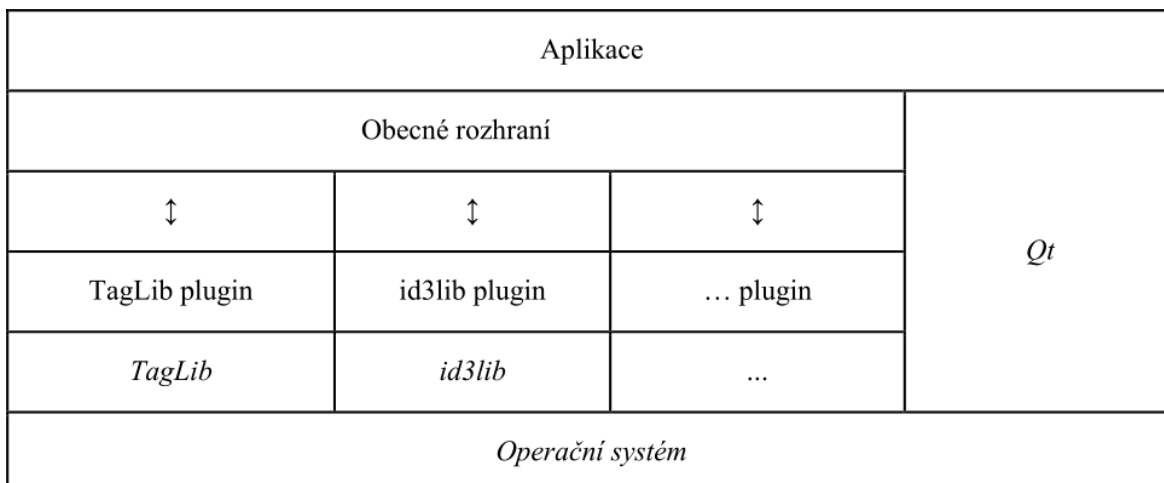 Aplikace
Obecné rozhraní
↕ ↕ ↕
Qt
TagLib plugin id3lib plugin … plugin
TagLib id3lib ...
Operační systém